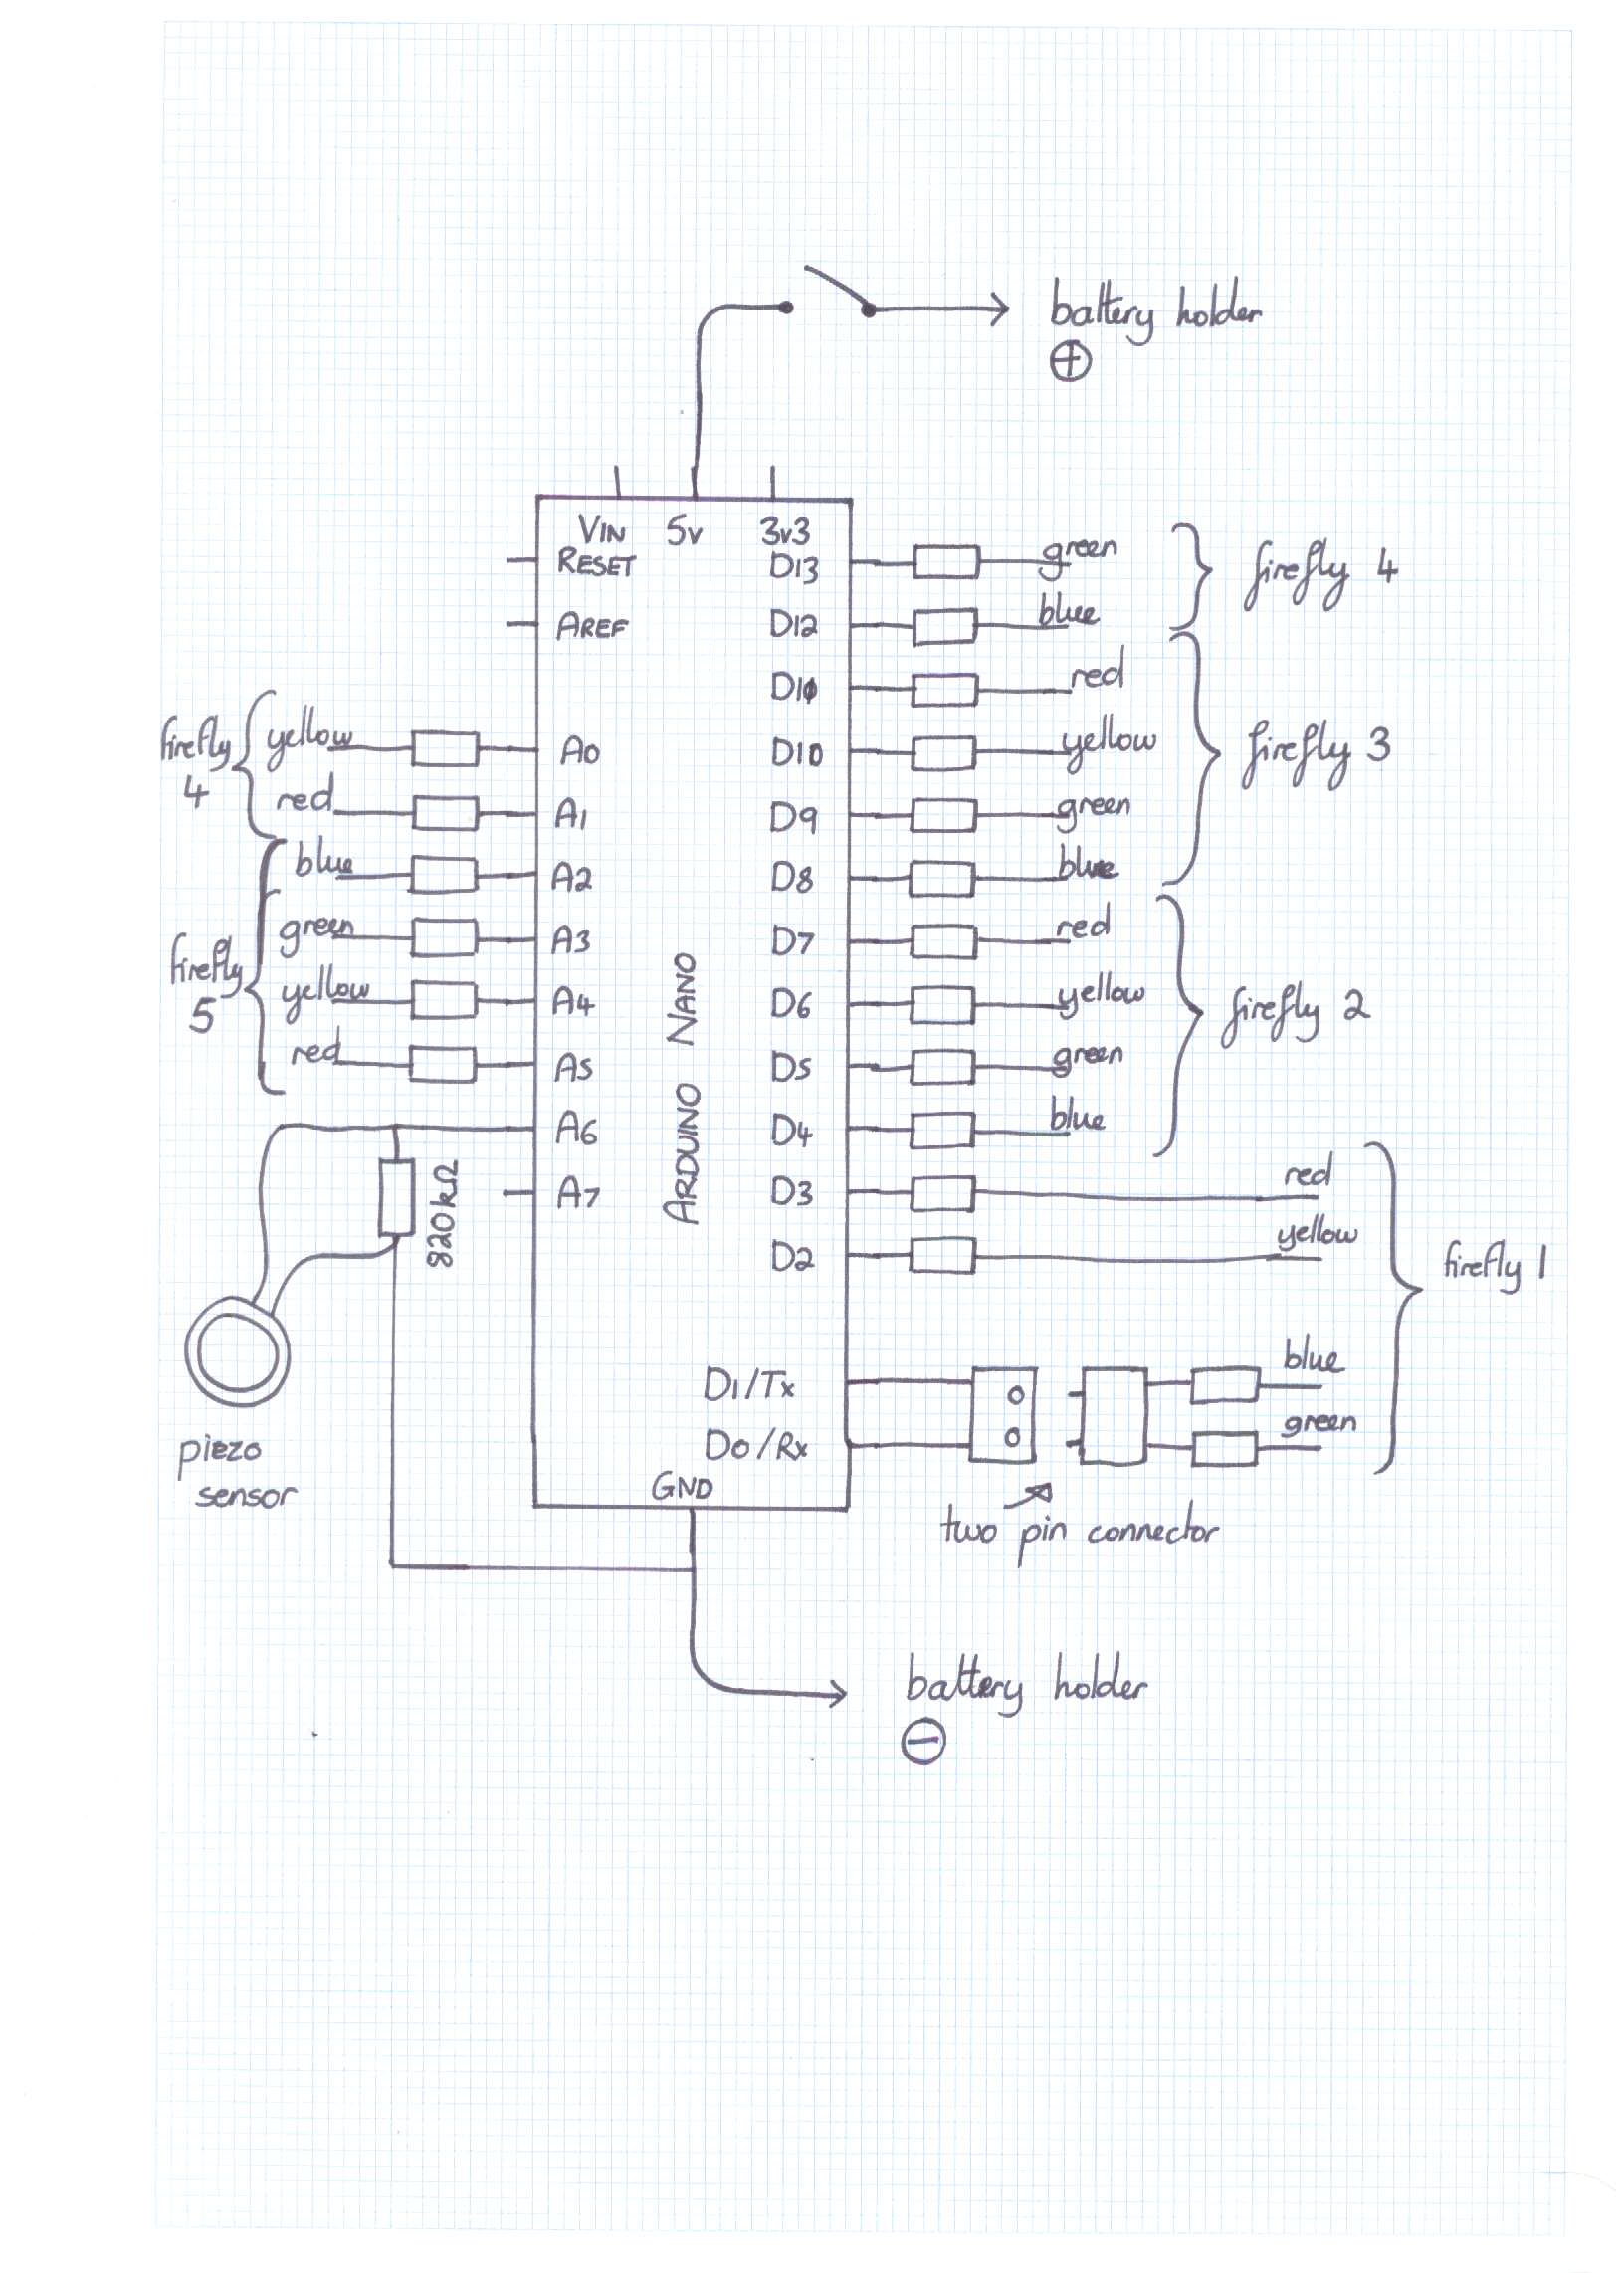 battery holder
+
VIN 5v 3v3
RESET
AREF
A0
A1
A2
A3
A4
A5
A6
A7
ARDUINO NANO
D13
D12
D10
D10
D9
D8
D7
D6
D5
D4
D3
D2
D1/Tx
D0/Rx
GND
firefly
4
yellow
red
firefly
5
blue
green
yellow
red
820kΩ
piezo
sensor
green
blue
firefly 4
red
yellow
green
blue
firefly 3
red
yellow
green
blue
firefly 2
red
yellow
blue
green
firefly 1
two pin connector
battery holder
−